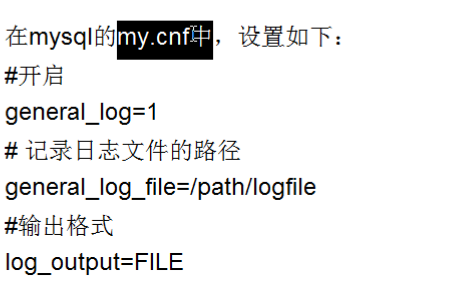 在mysql的my.cnf中，设置如下：
#开启
general_log=1
# 记录日志文件的路径
general_log_file=/path/logfile
#输出格式
log_output=FILE